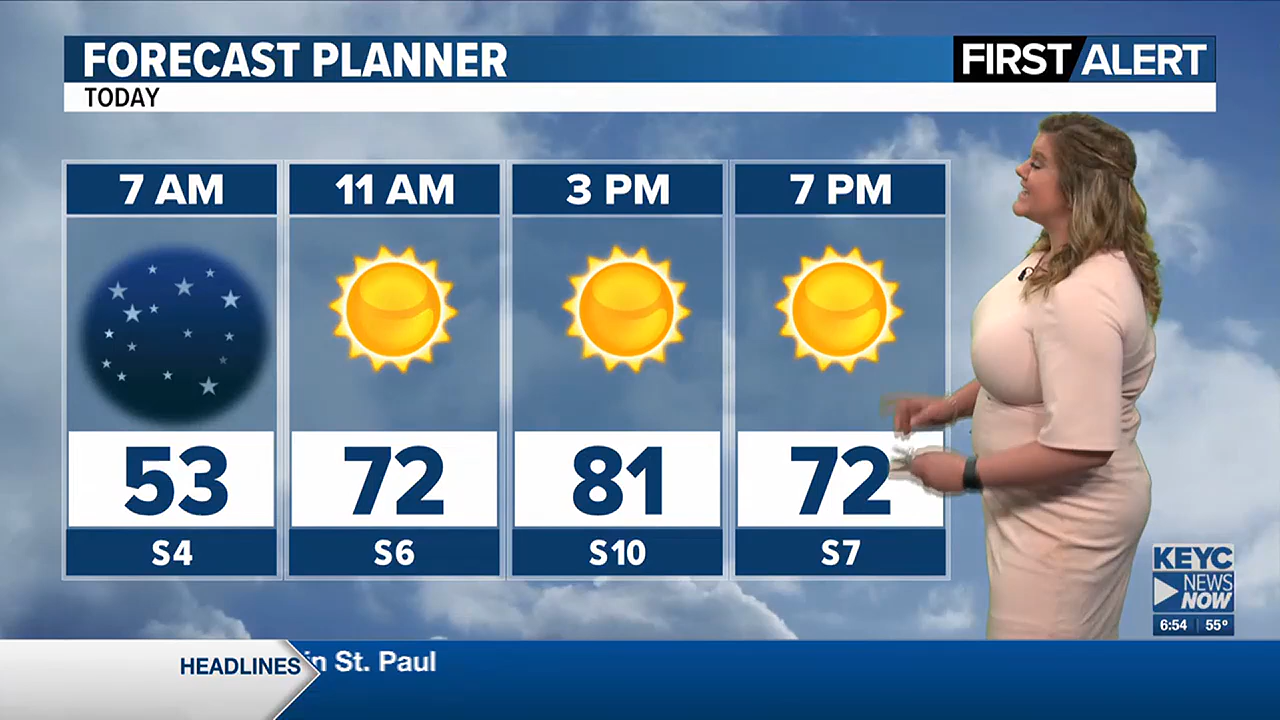 FORECAST PLANNER
FIRST ALERT
TODAY
7 AM
11 AM
3 PM
7 PM
53
72
81
72
S4
S6
S10
S7
KEYC
NEWS
NOW
6:54 55°
HEADLINES
in St. Paul